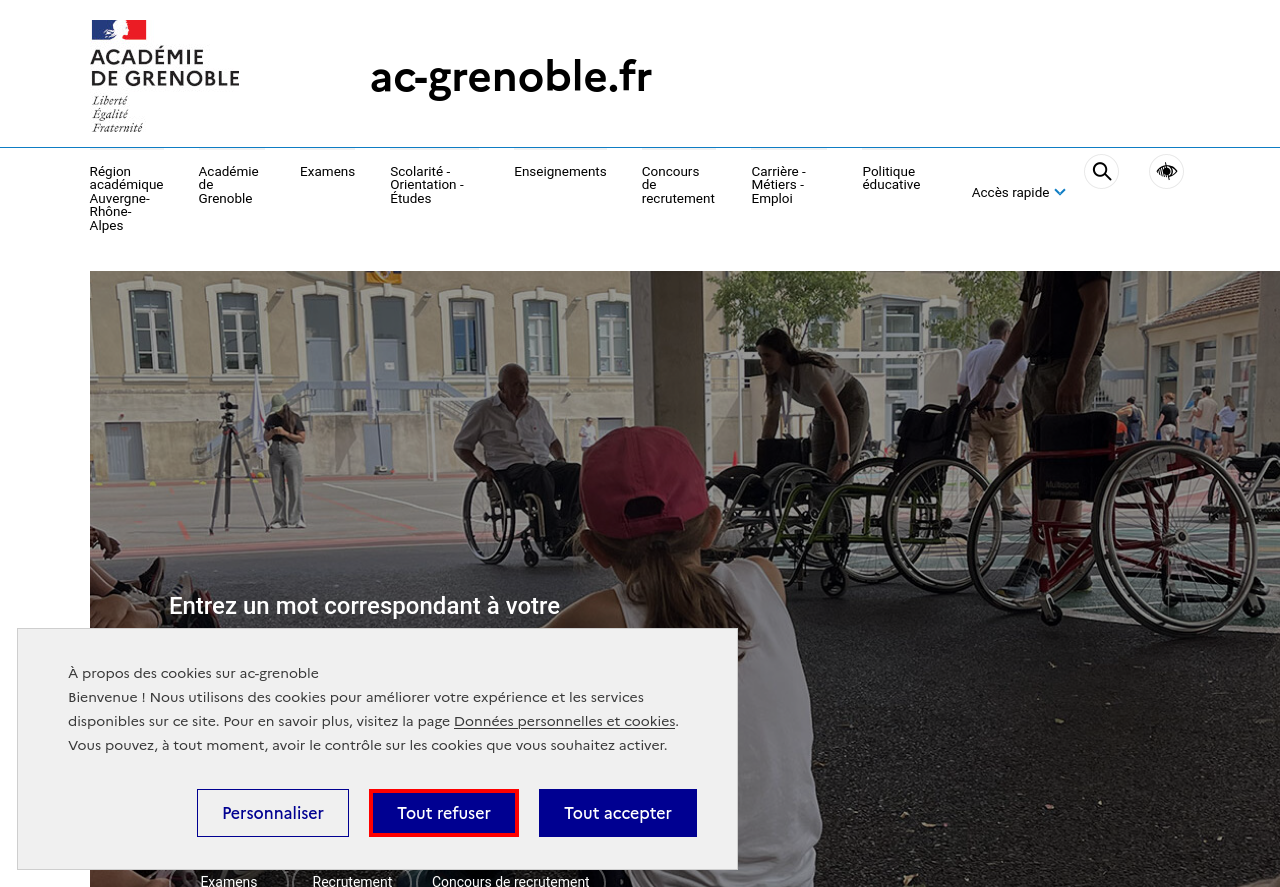 ACADÉMIE
DE GRENOBLE
Liberté
Égalité
Fraternité
ac-grenoble.fr
Région
académique
Auvergne-
Rhône-
Alpes
Académie
de
Grenoble
Examens
Scolarité -
Orientation -
Études
Enseignements
Concours
de
recrutement
Carrière -
Métiers -
Emploi
Politique
éducative
Accès rapide
Entrez un mot correspondant à votre
À propos des cookies sur ac-grenoble
Bienvenue ! Nous utilisons des cookies pour améliorer votre expérience et les services
disponibles sur ce site. Pour en savoir plus, visitez la page Données personnelles et cookies.
Vous pouvez, à tout moment, avoir le contrôle sur les cookies que vous souhaitez activer.
Personnaliser
Tout refuser
Tout accepter
Examens
Recrutement
Concours de recrutement